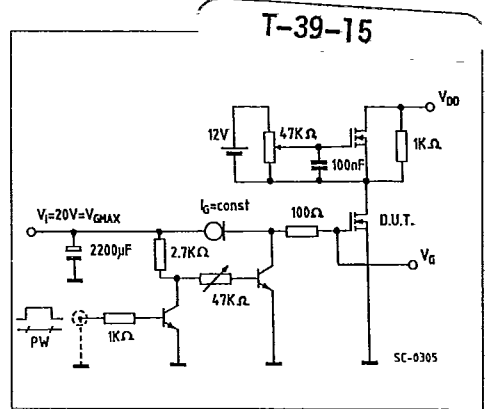 T-39-15
VDD
12V
47KΩ
1KΩ
100nF
IG=const
100Ω
D.U.T.
Vi=20V=VGMAX
2200µF
2.7KΩ
VG
47KΩ
1KΩ
PW
SC-0305